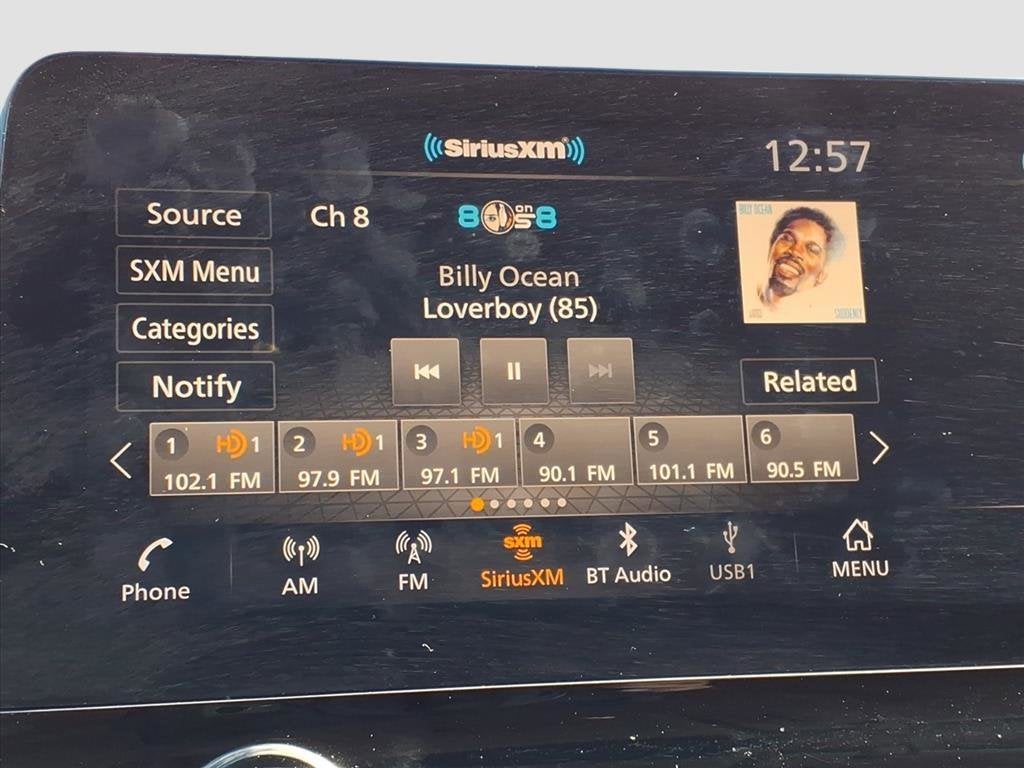 SiriusXM
12:57
Source
Ch 8
8 on 8
BILLY OCEAN
SXM Menu
Billy Ocean
Loverboy (85)
SUDDENLY
Categories
Notify
Related
1 HD 1
102.1 FM
2 HD 1
97.9 FM
3 HD 1
97.1 FM
4
90.1 FM
5
101.1 FM
6
90.5 FM
Phone
AM
FM
sxm
SiriusXM
BT Audio
USB1
MENU